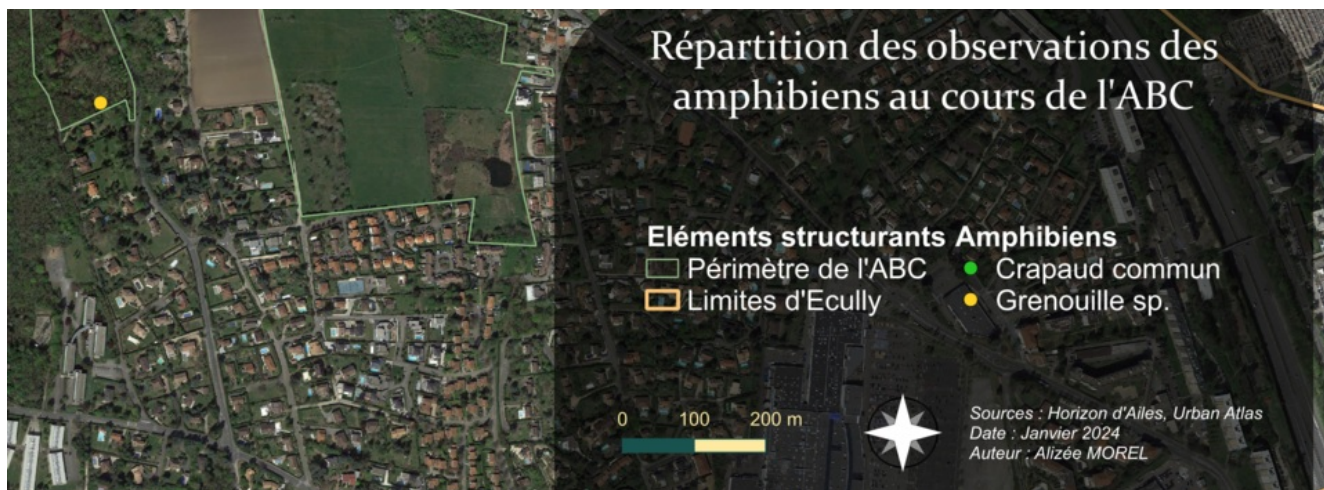 Répartition des observations des
amphibiens au cours de l'ABC
Eléments structurants
Périmètre de l'ABC
Limites d'Ecully
Amphibiens
Crapaud commun
Grenouille sp.
0 100 200 m
Sources : Horizon d'Ailes, Urban Atlas
Date : Janvier 2024
Auteur : Alizée MOREL